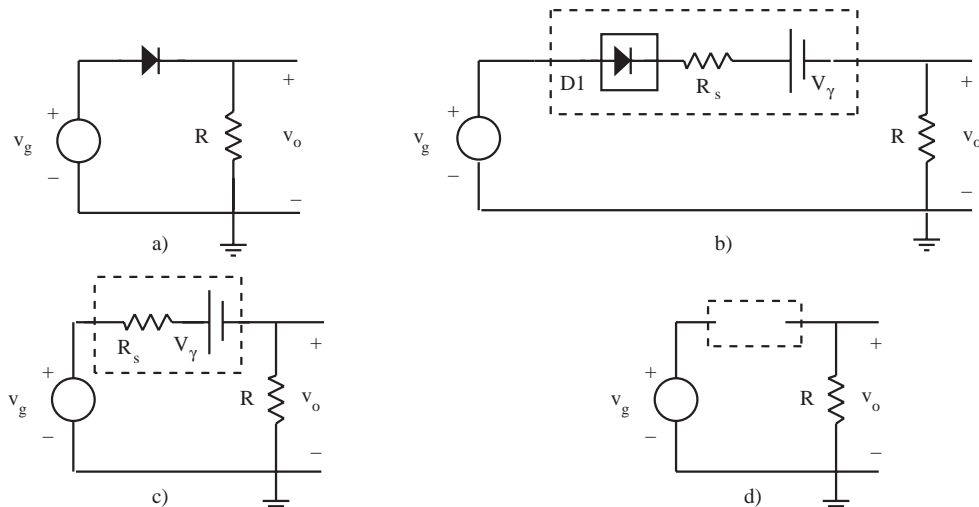 +
v_g
−
R
+
v_o
−
a)
D1
R_s
V_γ
+
v_g
−
R
+
v_o
−
b)
R_s
V_γ
+
v_g
−
R
+
v_o
−
c)
+
v_g
−
R
+
v_o
−
d)